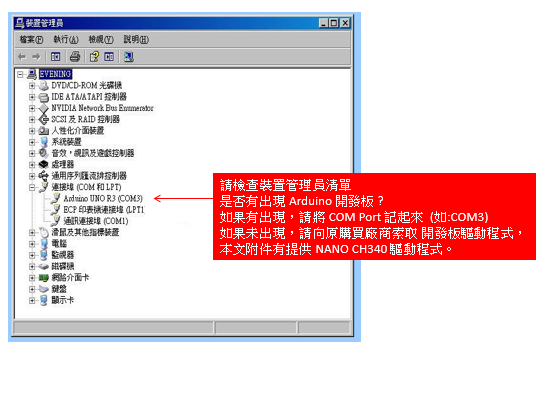 裝置管理員
檔案(F) 執行(A) 檢視(V) 說明(H)
EVENING
DVD/CD-ROM 光碟機
IDE ATA/ATAPI 控制器
NVIDIA Network Bus Enumerator
SCSI 及 RAID 控制器
人性化介面裝置
系統裝置
音效，視訊及遊戲控制器
處理器
通用序列匯流排控制器
連接埠 (COM 和 LPT)
Arduino UNO R3 (COM3)
ECP 印表機連接埠 (LPT1
通訊連接埠 (COM1)
滑鼠及其他指標裝置
電腦
監視器
磁碟機
網路介面卡
鍵盤
顯示卡
請檢查裝置管理員清單
是否有出現 Arduino 開發板？
如果有出現，請將 COM Port 記起來 (如:COM3)
如果未出現，請向原購買廠商索取 開發板驅動程式，
本文附件有提供 NANO CH340 驅動程式。